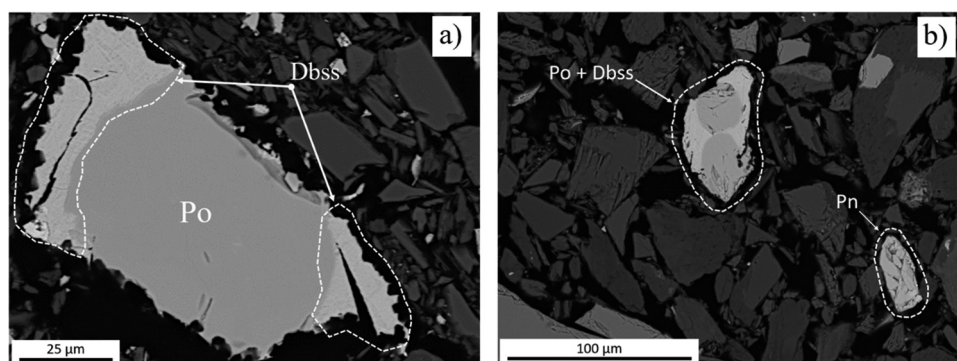 a)
Dbss
Po
25 µm
b)
Po + Dbss
Pn
100 µm